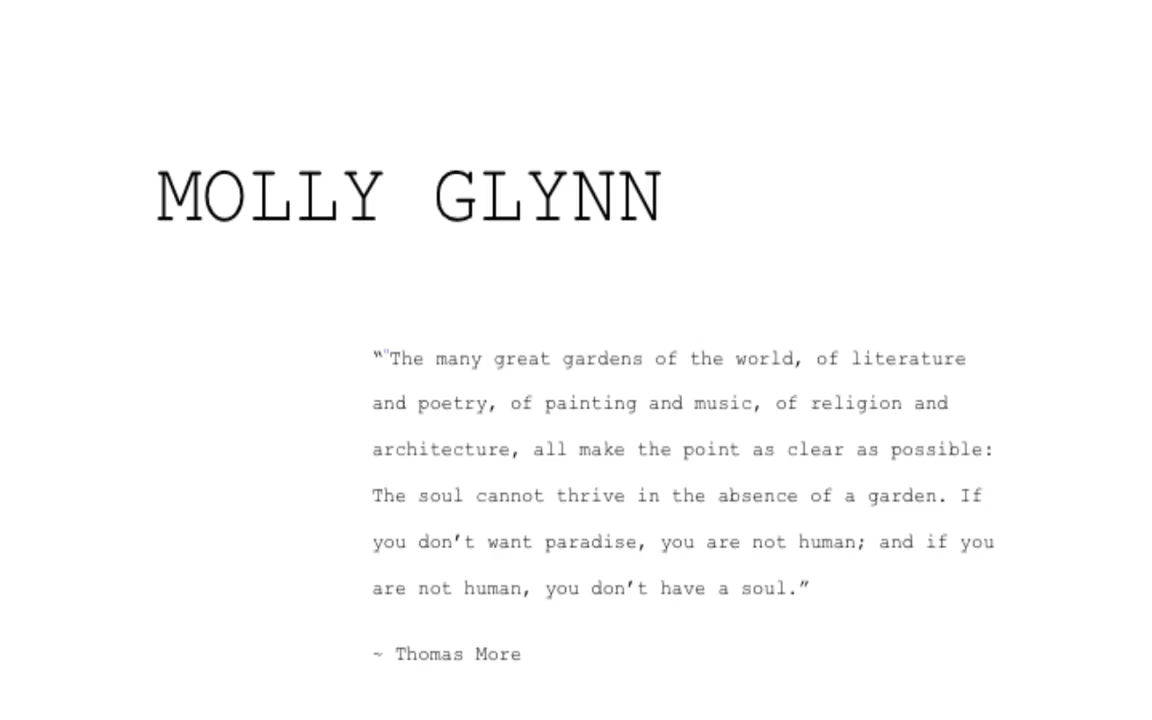 MOLLY GLYNN
“"The many great gardens of the world, of literature
and poetry, of painting and music, of religion and
architecture, all make the point as clear as possible:
The soul cannot thrive in the absence of a garden. If
you don’t want paradise, you are not human; and if you
are not human, you don’t have a soul.”
~ Thomas More